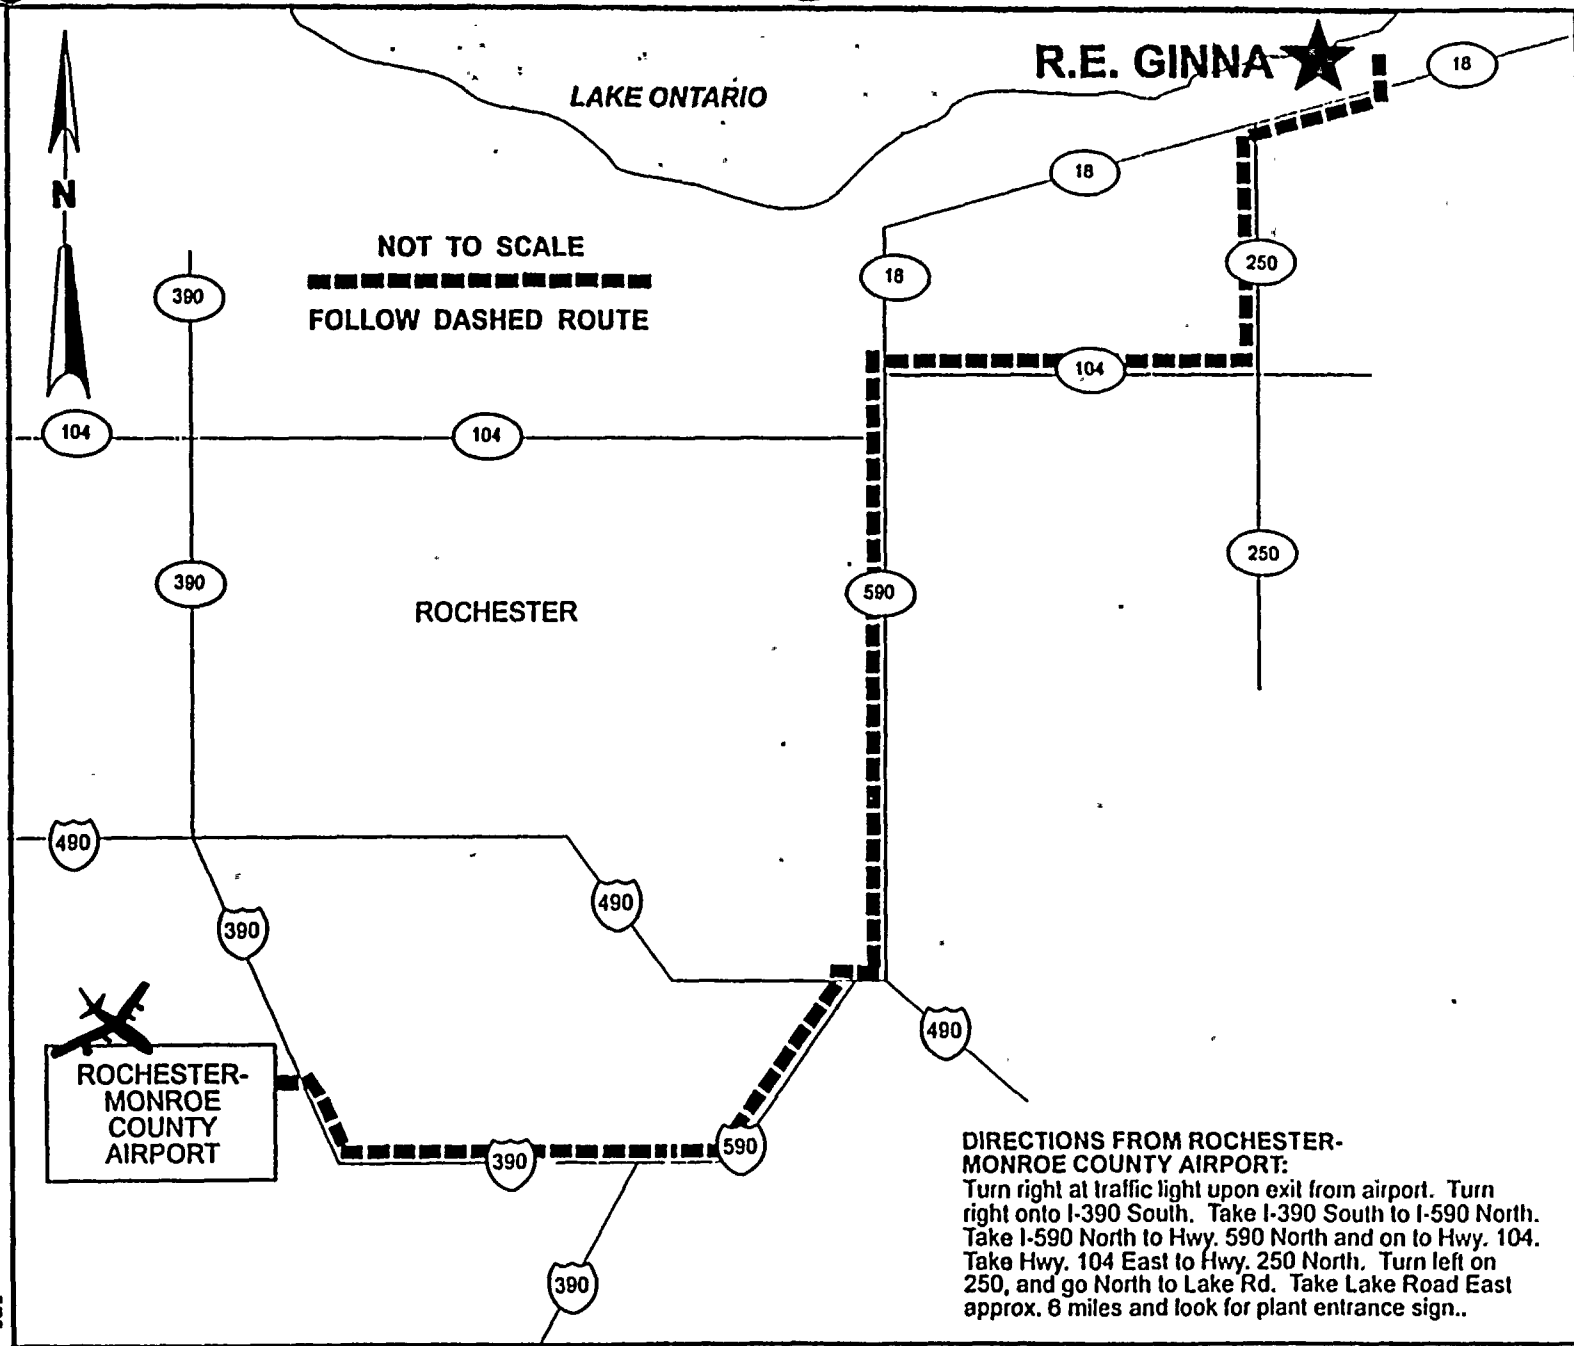 R.E. GINNA
18
LAKE ONTARIO
18
N
NOT TO SCALE
FOLLOW DASHED ROUTE
390
18
250
104
104
104
390
ROCHESTER
590
250
490
390
490
490
ROCHESTER-
MONROE
COUNTY
AIRPORT
390
590
390
DIRECTIONS FROM ROCHESTER-
MONROE COUNTY AIRPORT:
Turn right at traffic light upon exit from airport. Turn
right onto I-390 South. Take I-390 South to I-590 North.
Take I-590 North to Hwy. 590 North and on to Hwy. 104.
Take Hwy. 104 East to Hwy. 250 North. Turn left on
250, and go North to Lake Rd. Take Lake Road East
approx. 6 miles and look for plant entrance sign..